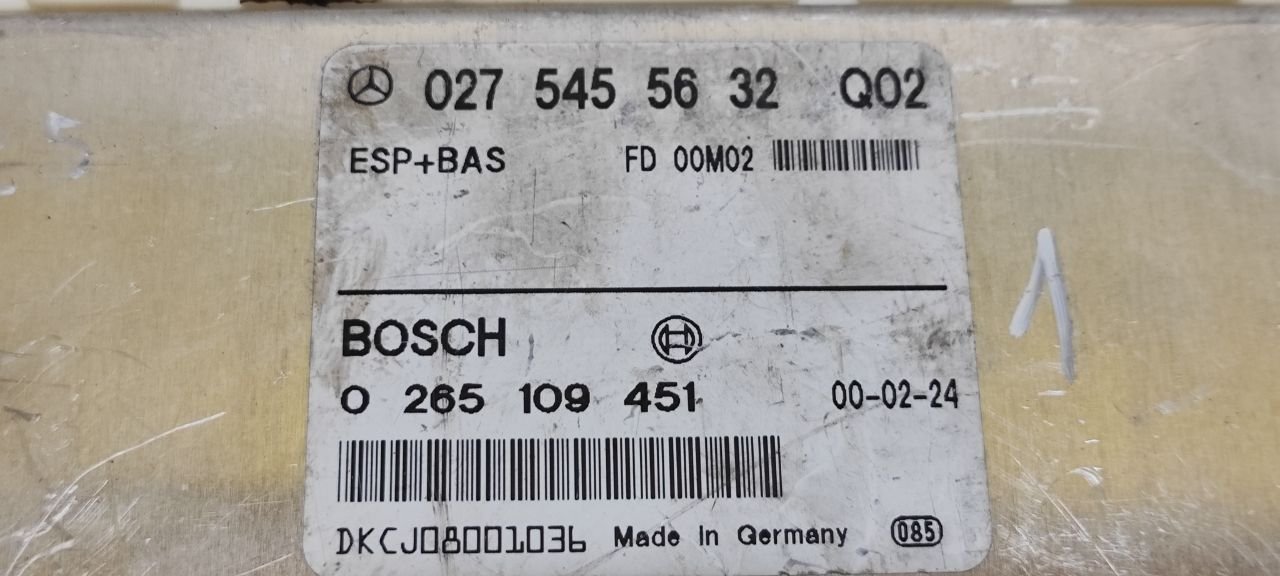 027 545 56 32 Q02
ESP+BAS FD 00M02
BOSCH
0 265 109 451 00-02-24
DKCJ08001036 Made In Germany 085
1